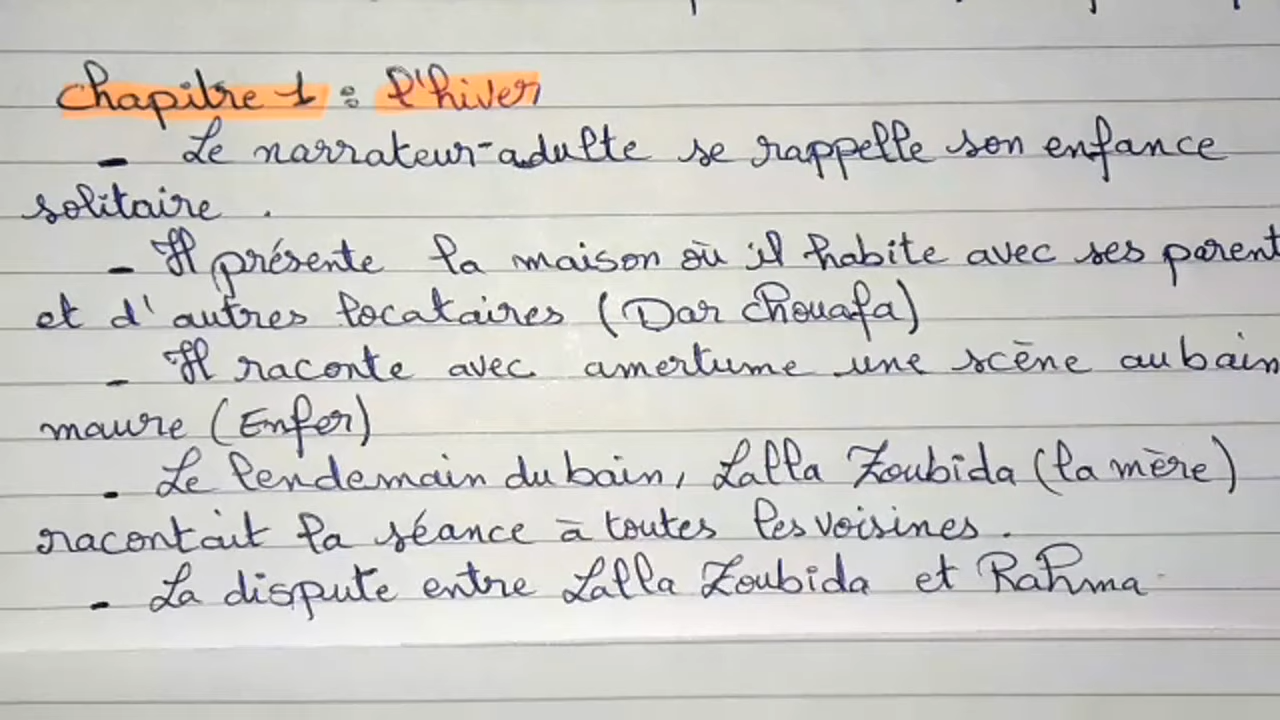 Chapitre 1 : l'hiver
- Le narrateur-adulte se rappelle son enfance
solitaire .
- Il présente la maison où il habite avec ses parent
et d'autres locataires (Dar Chouafa)
- Il raconte avec amertume une scène au bain
maure (Enfer)
- Le lendemain du bain, Lalla Zoubida (la mère)
racontait la séance à toutes les voisines .
- La dispute entre Lalla Zoubida et Rahma